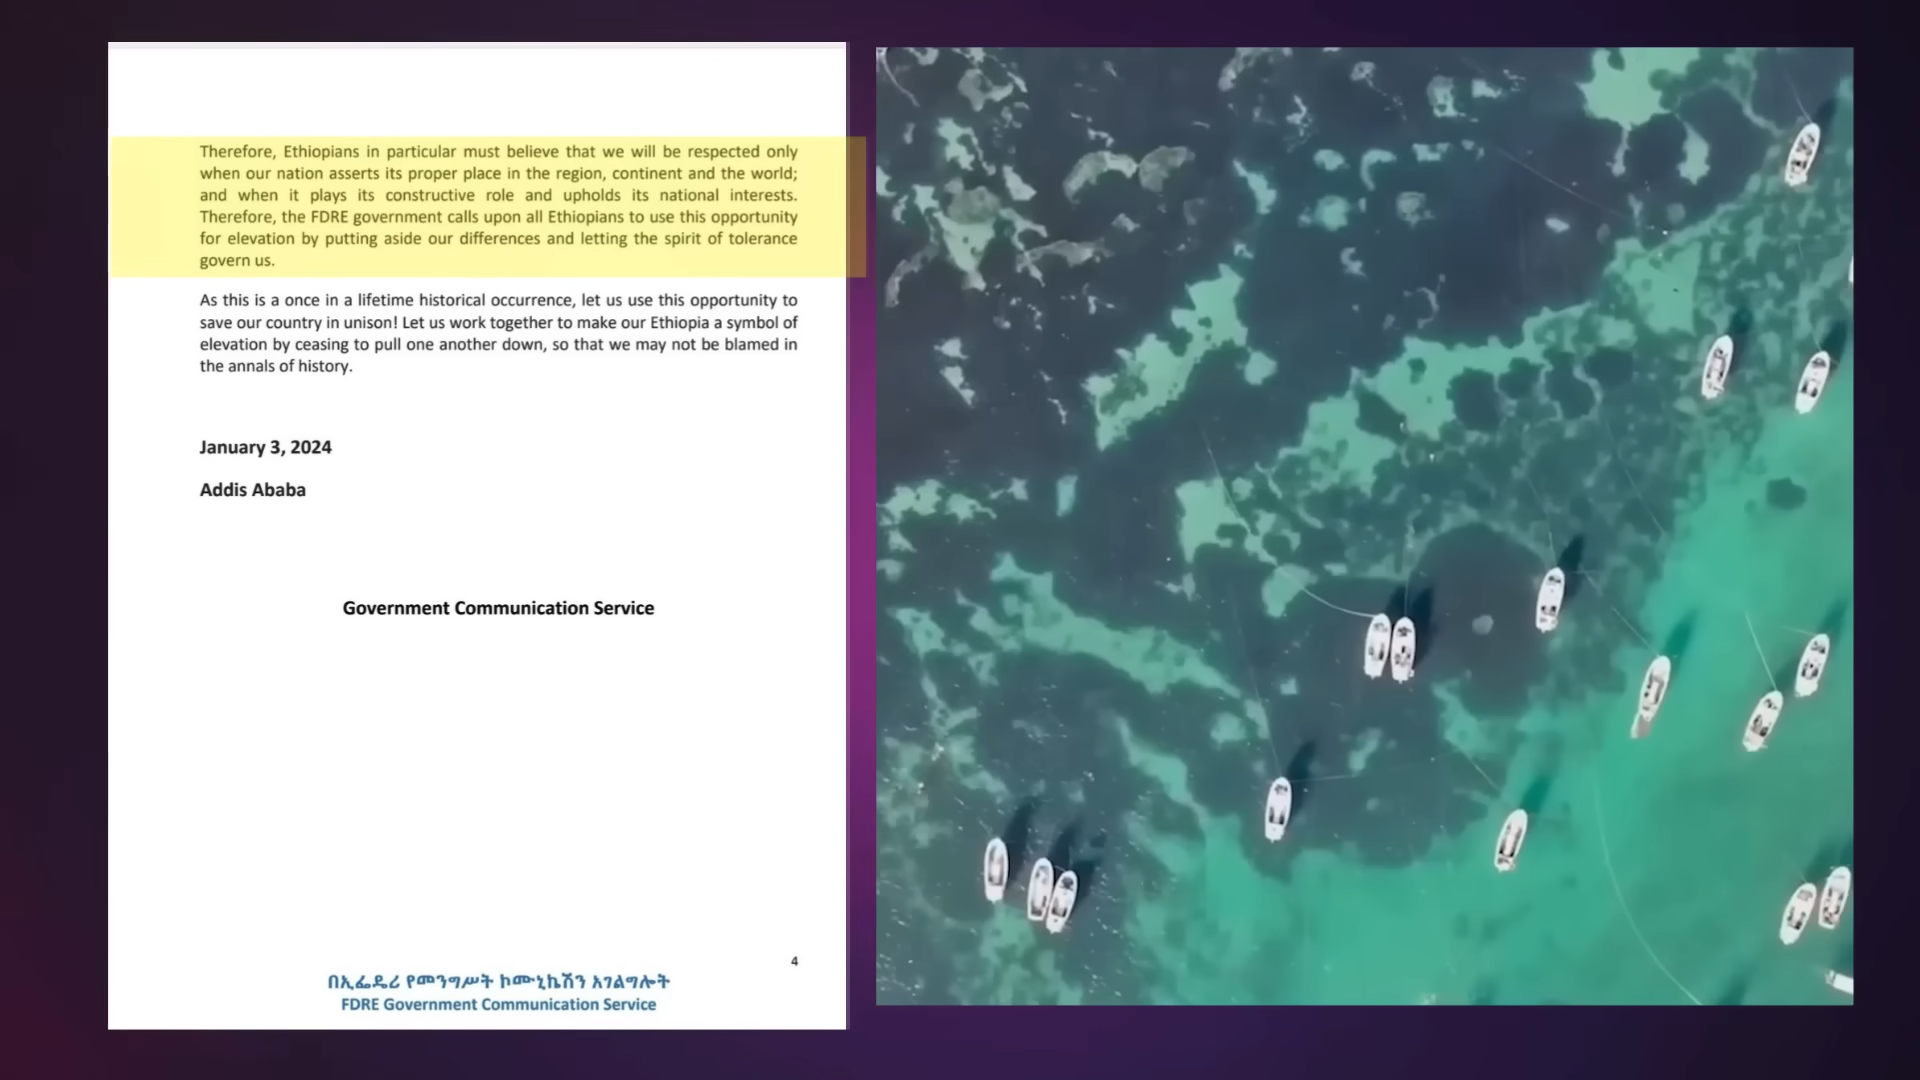 Therefore, Ethiopians in particular must believe that we will be respected only
when our nation asserts its proper place in the region, continent and the world;
and when it plays its constructive role and upholds its national interests.
Therefore, the FDRE government calls upon all Ethiopians to use this opportunity
for elevation by putting aside our differences and letting the spirit of tolerance
govern us.
As this is a once in a lifetime historical occurrence, let us use this opportunity to
save our country in unison! Let us work together to make our Ethiopia a symbol of
elevation by ceasing to pull one another down, so that we may not be blamed in
the annals of history.
January 3, 2024
Addis Ababa
Government Communication Service
4
በኢፌዴሪ የመንግሥት ኮሙኒኬሽን አገልግሎት
FDRE Government Communication Service